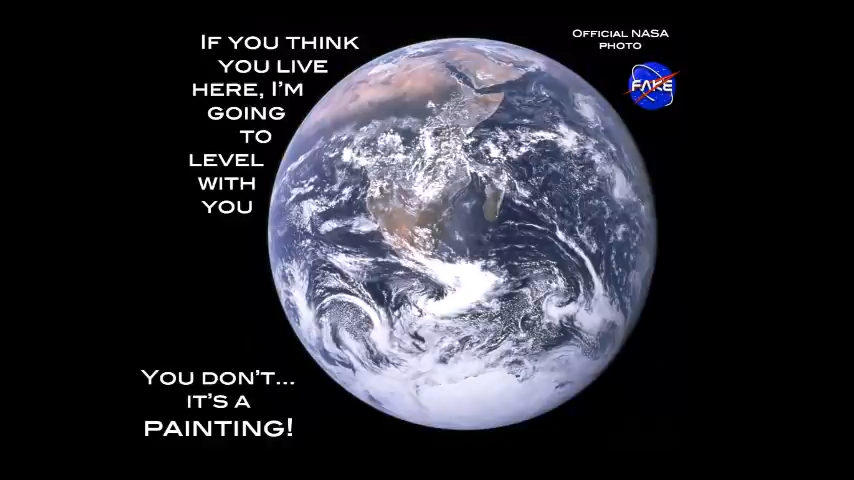 If you think
you live
here, I'm
going
to
level
with
you
Official NASA
photo
FAKE
You don't...
it's a
painting!